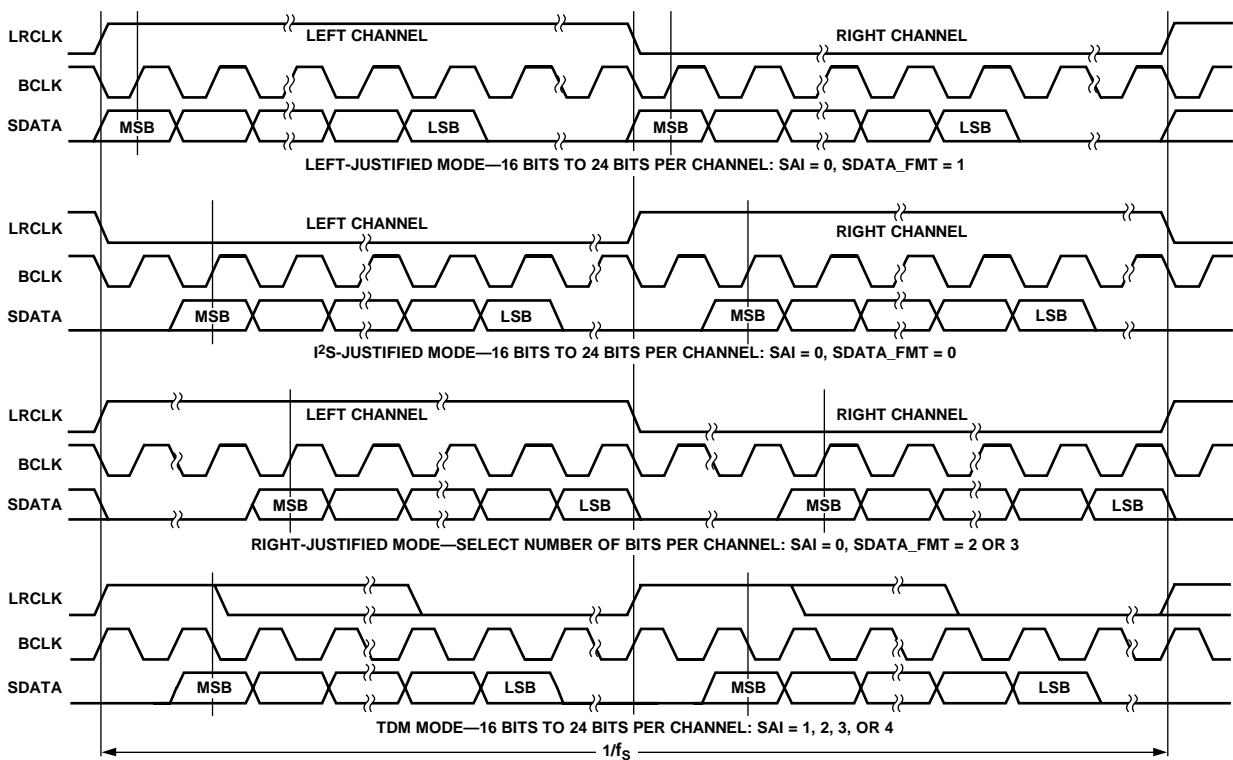 LRCLK LEFT CHANNEL RIGHT CHANNEL
BCLK
SDATA MSB LSB MSB LSB
LEFT-JUSTIFIED MODE—16 BITS TO 24 BITS PER CHANNEL: SAI = 0, SDATA_FMT = 1
LRCLK LEFT CHANNEL RIGHT CHANNEL
BCLK
SDATA MSB LSB MSB LSB
I²S-JUSTIFIED MODE—16 BITS TO 24 BITS PER CHANNEL: SAI = 0, SDATA_FMT = 0
LRCLK LEFT CHANNEL RIGHT CHANNEL
BCLK
SDATA MSB LSB MSB LSB
RIGHT-JUSTIFIED MODE—SELECT NUMBER OF BITS PER CHANNEL: SAI = 0, SDATA_FMT = 2 OR 3
LRCLK
BCLK
SDATA MSB LSB MSB LSB
TDM MODE—16 BITS TO 24 BITS PER CHANNEL: SAI = 1, 2, 3, OR 4
1/fS